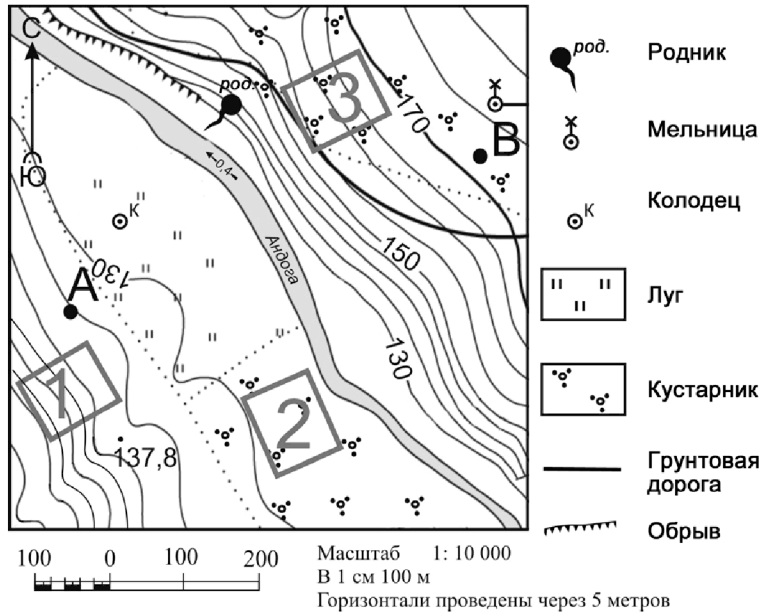 С
Ю
род.
3
170
В
0,4
К
Андога
150
130
А
130
1
2
137,8
род.
Родник
Мельница
К
Колодец
Луг
Кустарник
Грунтовая
дорога
Обрыв
100 0 100 200
Масштаб 1: 10 000
В 1 см 100 м
Горизонтали проведены через 5 метров